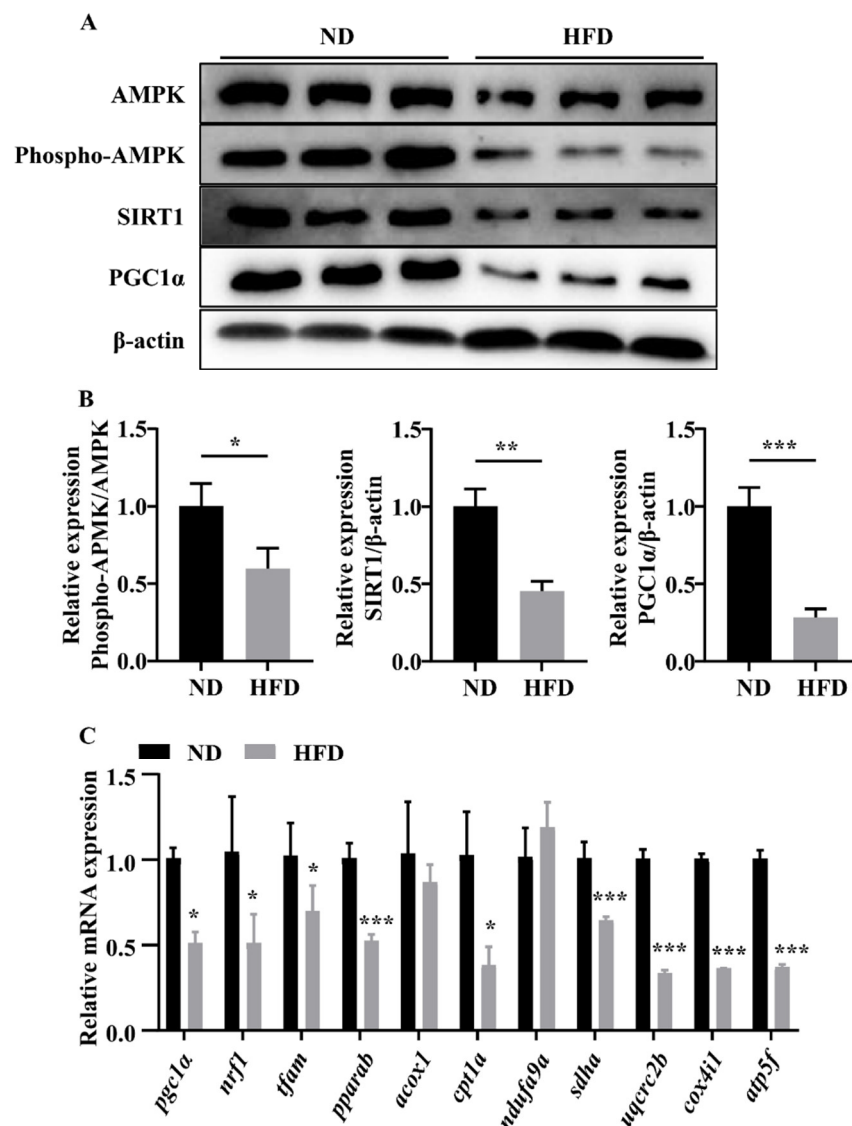 A
ND HFD
AMPK
Phospho-AMPK
SIRT1
PGC1α
β-actin
B
Relative expression
Phospho-APMK/AMPK
1.5
1.0
0.5
0.0
*
ND HFD
Relative expression
SIRT1/β-actin
1.5
1.0
0.5
0.0
**
ND HFD
Relative expression
PGC1α/β-actin
1.5
1.0
0.5
0.0
***
ND HFD
C
ND HFD
Relative mRNA expression
1.5
1.0
0.5
0.0
* * * *** * *** *** *** ***
pgc1α nrf1 tfam pparab acox1 cpt1a ndufa9a sdha uqcrc2b cox4i1 atp5f